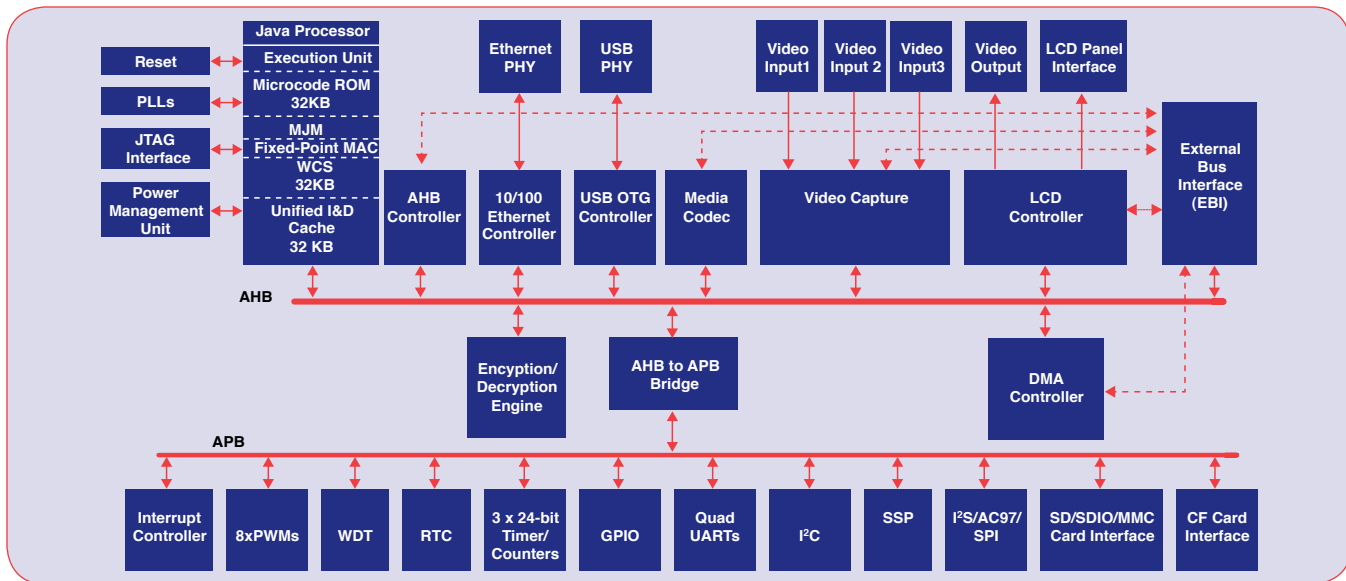 Java Processor
Execution Unit
Microcode ROM
32KB
MJM
Fixed-Point MAC
WCS
32KB
Unified I&D
Cache
32 KB
Reset
PLLs
JTAG
Interface
Power
Management
Unit
Ethernet
PHY
USB
PHY
Video
Input1
Video
Input 2
Video
Input3
Video
Output
LCD Panel
Interface
AHB
Controller
10/100
Ethernet
Controller
USB OTG
Controller
Media
Codec
Video Capture
LCD
Controller
External
Bus
Interface
(EBI)
AHB
Encyption/
Decryption
Engine
AHB to APB
Bridge
DMA
Controller
APB
Interrupt
Controller
8xPWMs
WDT
RTC
3 x 24-bit
Timer/
Counters
GPIO
Quad
UARTs
I²C
SSP
I²S/AC97/
SPI
SD/SDIO/MMC
Card Interface
CF Card
Interface